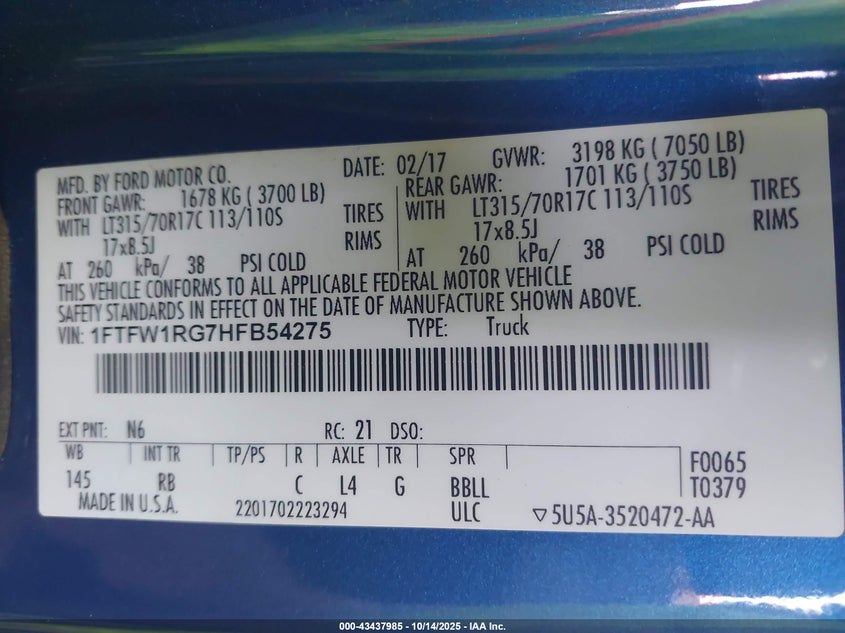 MFD. BY FORD MOTOR CO. DATE: 02/17 GVWR: 3198 KG ( 7050 LB)
FRONT GAWR: 1678 KG ( 3700 LB) REAR GAWR: 1701 KG ( 3750 LB)
WITH LT315/70R17C 113/110S TIRES WITH LT315/70R17C 113/110S TIRES
17x8.5J RIMS 17x8.5J RIMS
AT 260 kPa/ 38 PSI COLD AT 260 kPa/ 38 PSI COLD
THIS VEHICLE CONFORMS TO ALL APPLICABLE FEDERAL MOTOR VEHICLE
SAFETY STANDARDS IN EFFECT ON THE DATE OF MANUFACTURE SHOWN ABOVE.
VIN: 1FTFW1RG7HFB54275 TYPE: Truck
EXT PNT: N6 RC: 21 DSO:
WB INT TR TP/PS R AXLE TR SPR F0065
145 RB C L4 G BBLL T0379
MADE IN U.S.A. 2201702223294 ULC ▽5U5A-3520472-AA
000-43437985 - 10/14/2025 - IAA Inc.